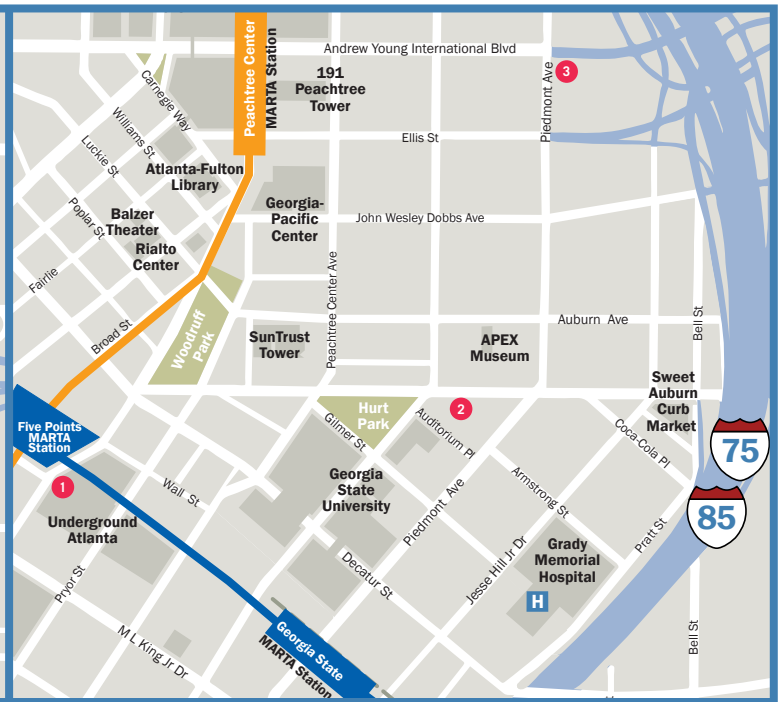 Andrew Young International Blvd
Peachtree Center
MARTA Station
191
Peachtree
Tower
Piedmont Ave
3
Carnegie Way
Williams St
Luckie St
Ellis St
Atlanta-Fulton
Library
Poplar St
Balzer
Theater
Rialto
Center
Georgia-
Pacific
Center
John Wesley Dobbs Ave
Fairlie
Peachtree Center Ave
Broad St
Woodruff
Park
SunTrust
Tower
APEX
Museum
Auburn Ave
Bell St
Sweet
Auburn
Curb
Market
Hurt
Park
2
Gilmer St
Auditorium Pl
Coca-Cola Pl
75
85
Five Points
MARTA
Station
1
Wall St
Underground
Atlanta
Georgia
State
University
Piedmont Ave
Armstrong St
Pratt St
Grady
Memorial
Hospital
H
Jesse Hill Jr Dr
Decatur St
Pryor St
M L King Jr Dr
Georgia State
MARTA Station
Bell St